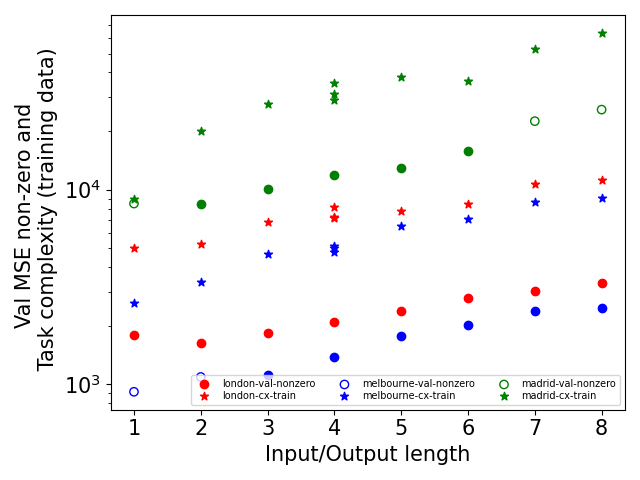 Val MSE non-zero and
Task complexity (training data)
10⁴
10³
london-val-nonzero melbourne-val-nonzero madrid-val-nonzero
london-cx-train melbourne-cx-train madrid-cx-train
1 2 3 4 5 6 7 8
Input/Output length